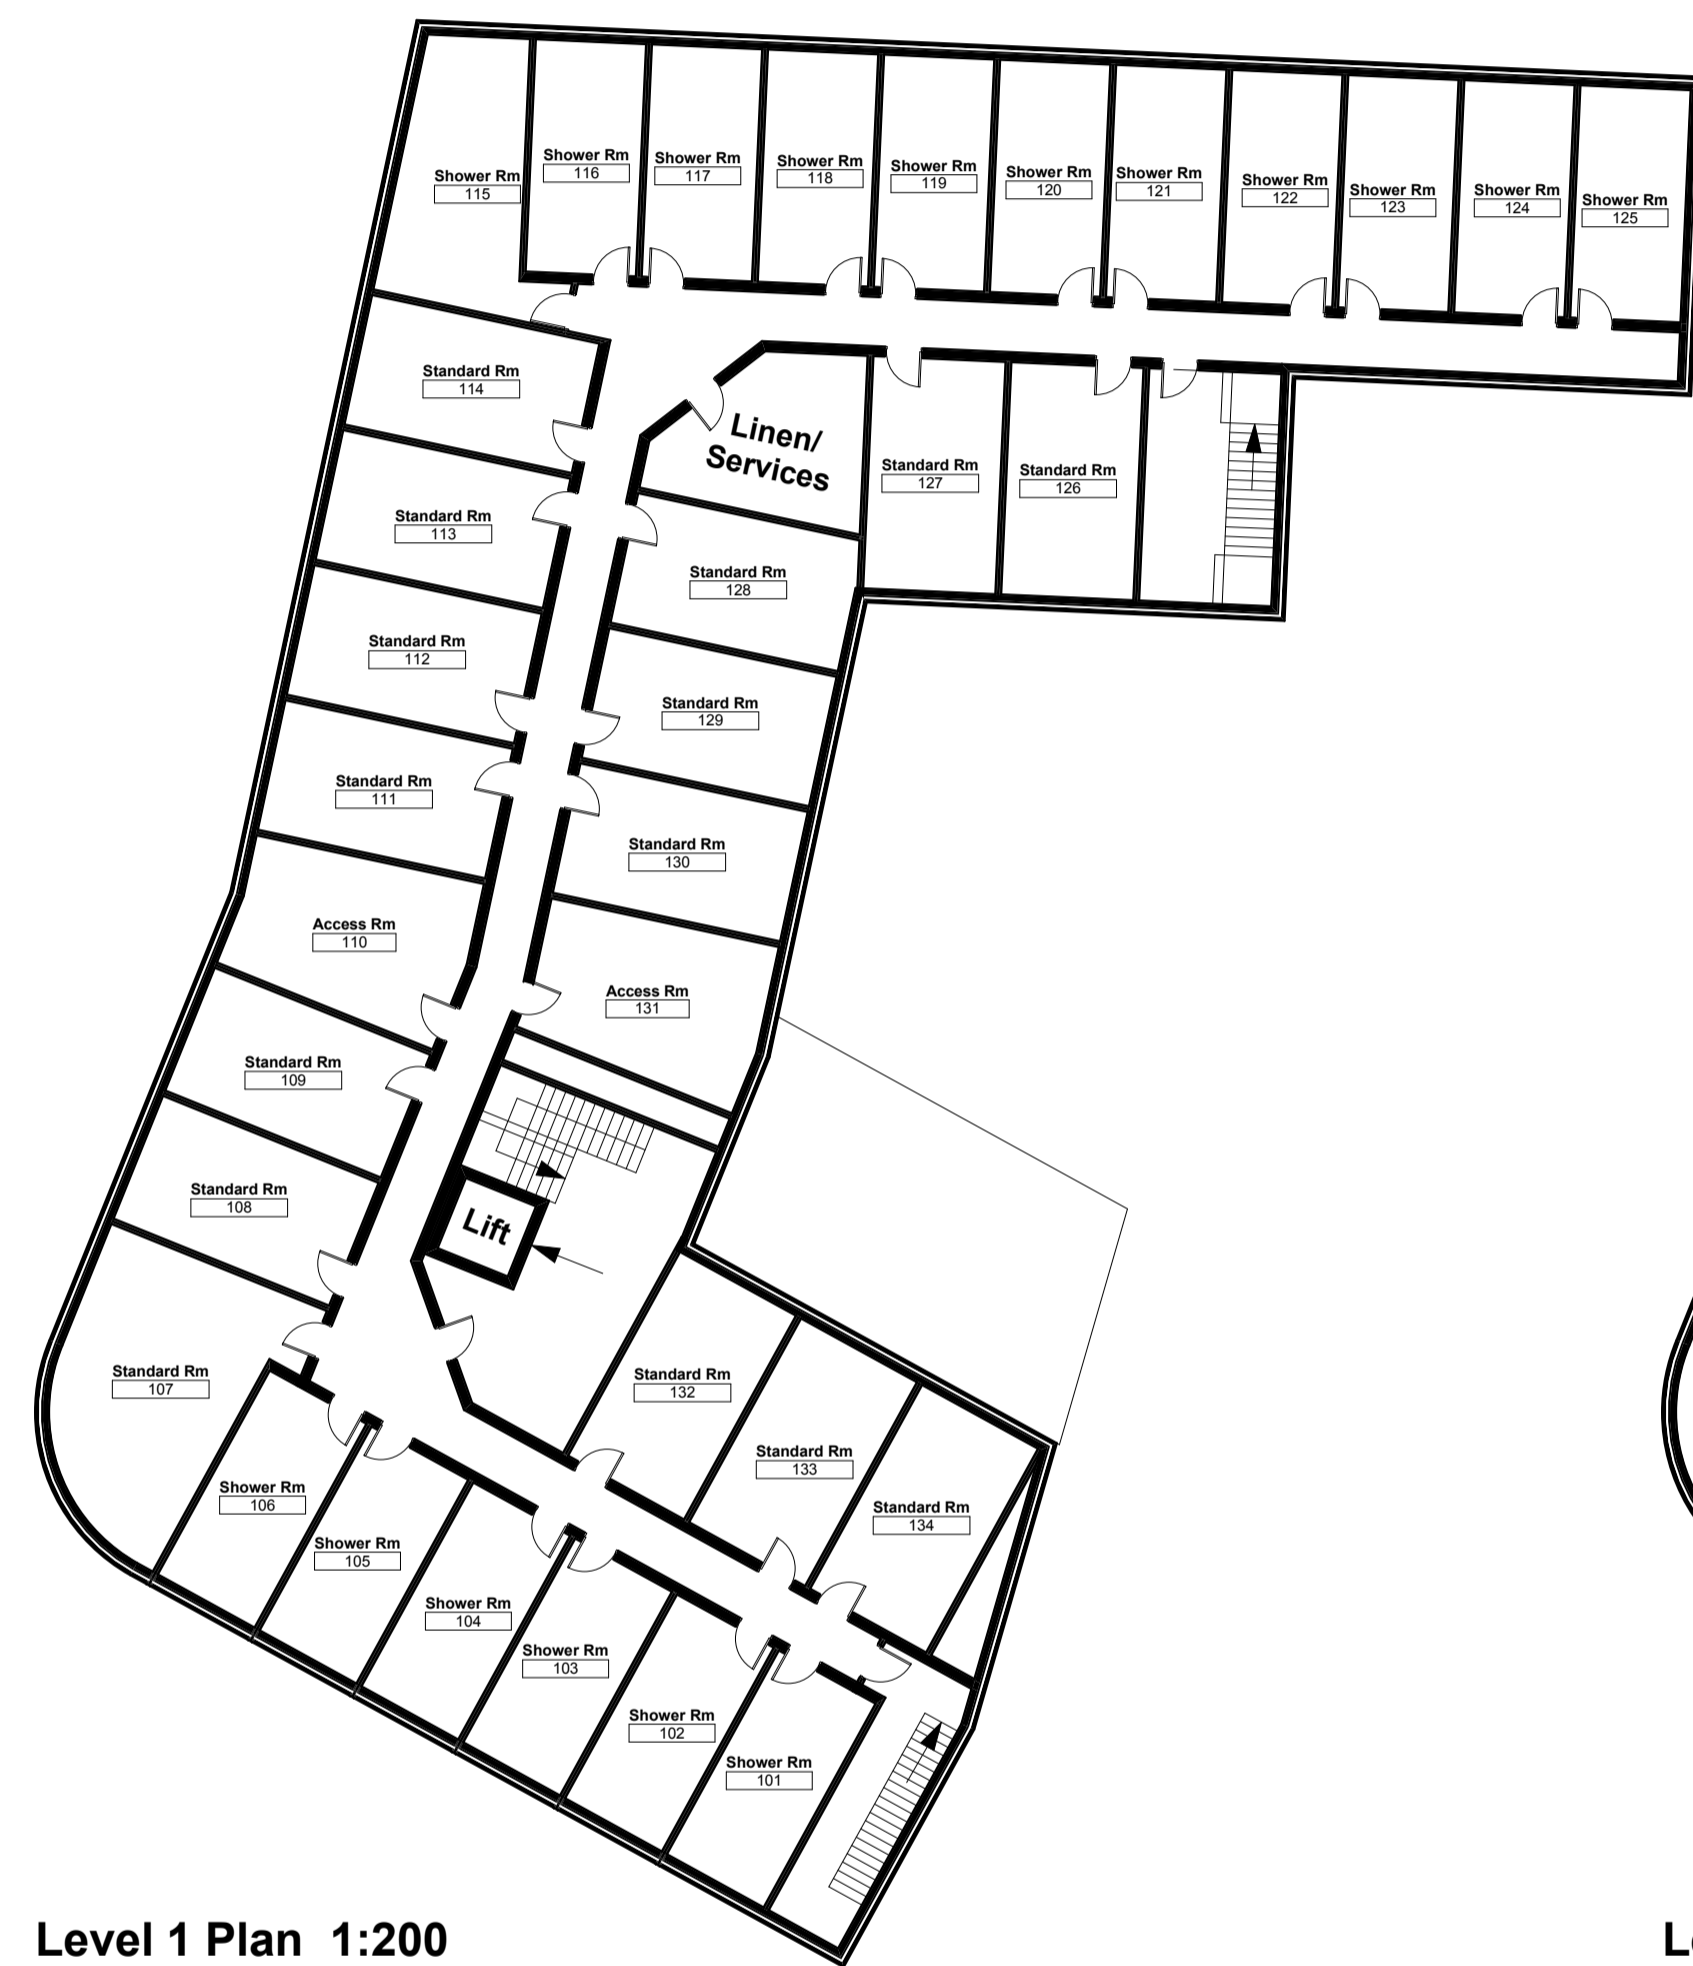 Shower Rm
115
Shower Rm
116
Shower Rm
117
Shower Rm
118
Shower Rm
119
Shower Rm
120
Shower Rm
121
Shower Rm
122
Shower Rm
123
Shower Rm
124
Shower Rm
125
Standard Rm
114
Linen/
Services
Standard Rm
127
Standard Rm
126
Standard Rm
113
Standard Rm
128
Standard Rm
112
Standard Rm
129
Standard Rm
111
Standard Rm
130
Access Rm
110
Access Rm
131
Standard Rm
109
Standard Rm
108
Lift
Standard Rm
107
Standard Rm
132
Standard Rm
133
Standard Rm
134
Shower Rm
106
Shower Rm
105
Shower Rm
104
Shower Rm
103
Shower Rm
102
Shower Rm
101
Level 1 Plan 1:200